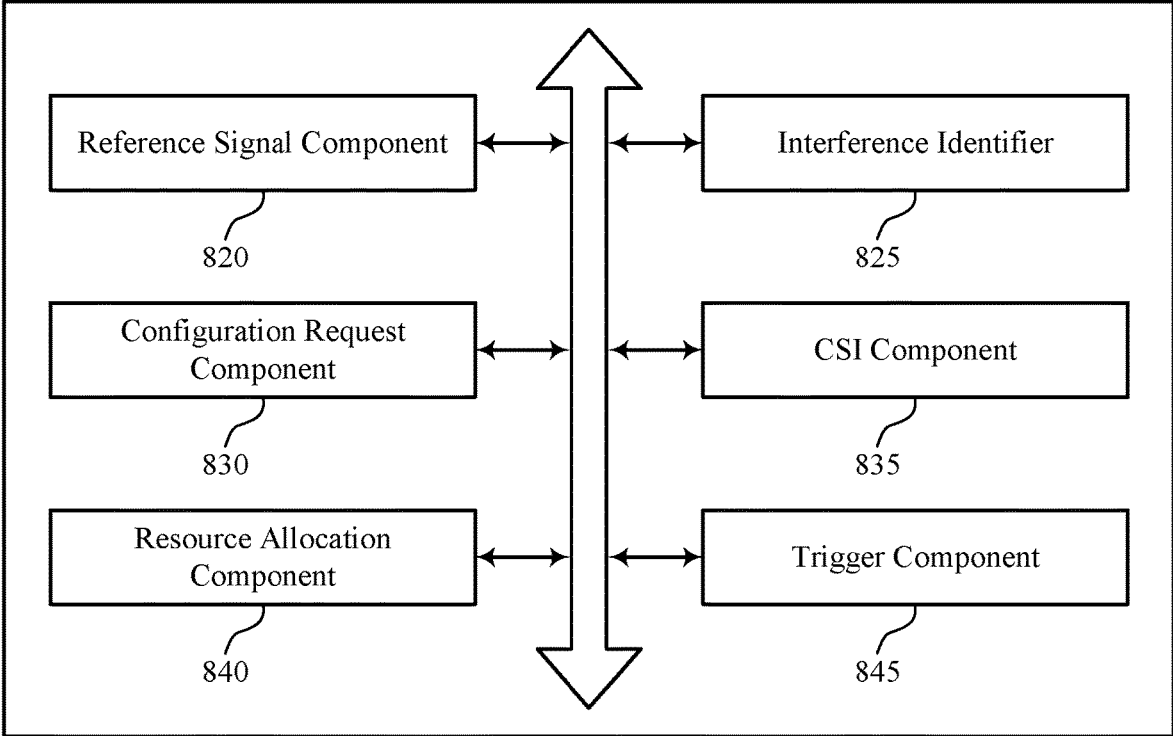 Reference Signal Component
820
Interference Identifier
825
Configuration Request
Component
830
CSI Component
835
Resource Allocation
Component
840
Trigger Component
845